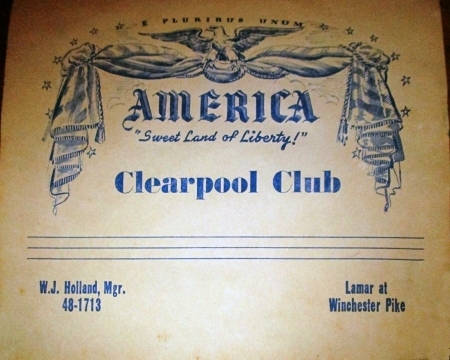 E PLURIBUS UNUM
AMERICA
"Sweet Land of Liberty!"
Clearpool Club
W.J. Holland, Mgr.
48-1713
Lamar at
Winchester Pike